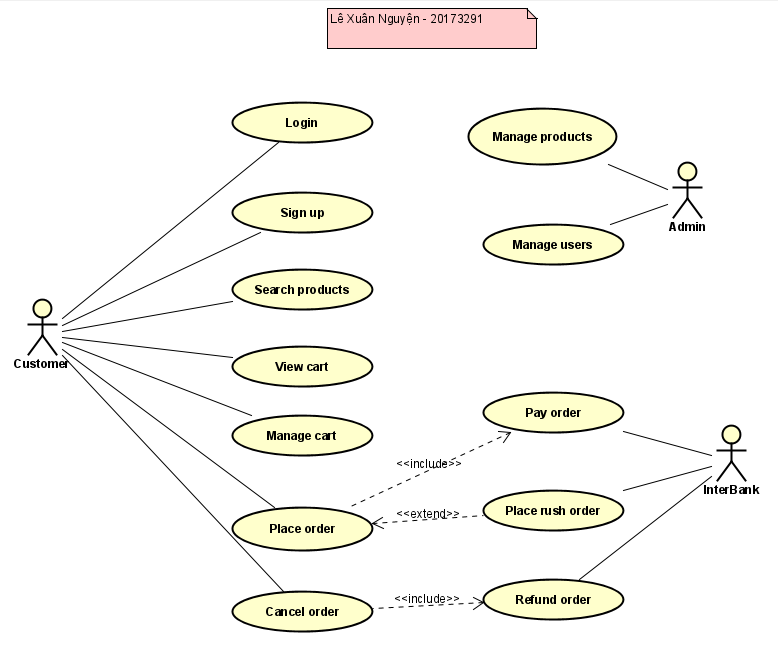 Lê Xuân Nguyện - 20173291
Login
Manage products
Sign up
Admin
Manage users
Search products
Customer
View cart
Manage cart
Pay order
<<include>>
InterBank
Place order
<<extend>>
Place rush order
Cancel order
<<include>>
Refund order